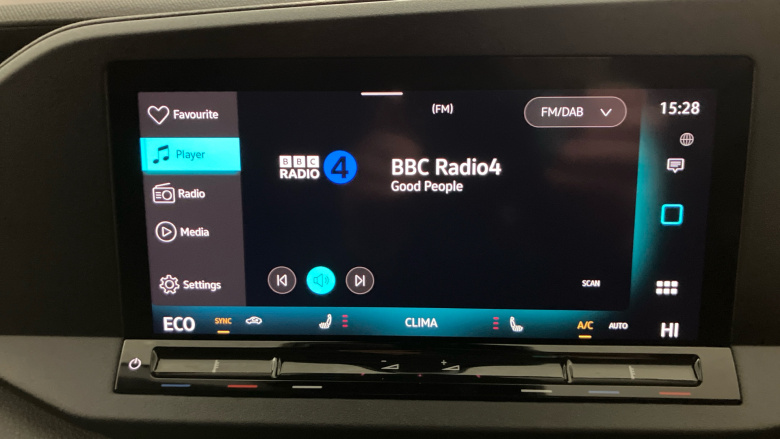 Favourite
(FM)
FM/DAB
15:28
Player
BBC
RADIO 4
BBC Radio4
Good People
Radio
Media
Settings
SCAN
ECO
SYNC
CLIMA
A/C
AUTO
HI
- +